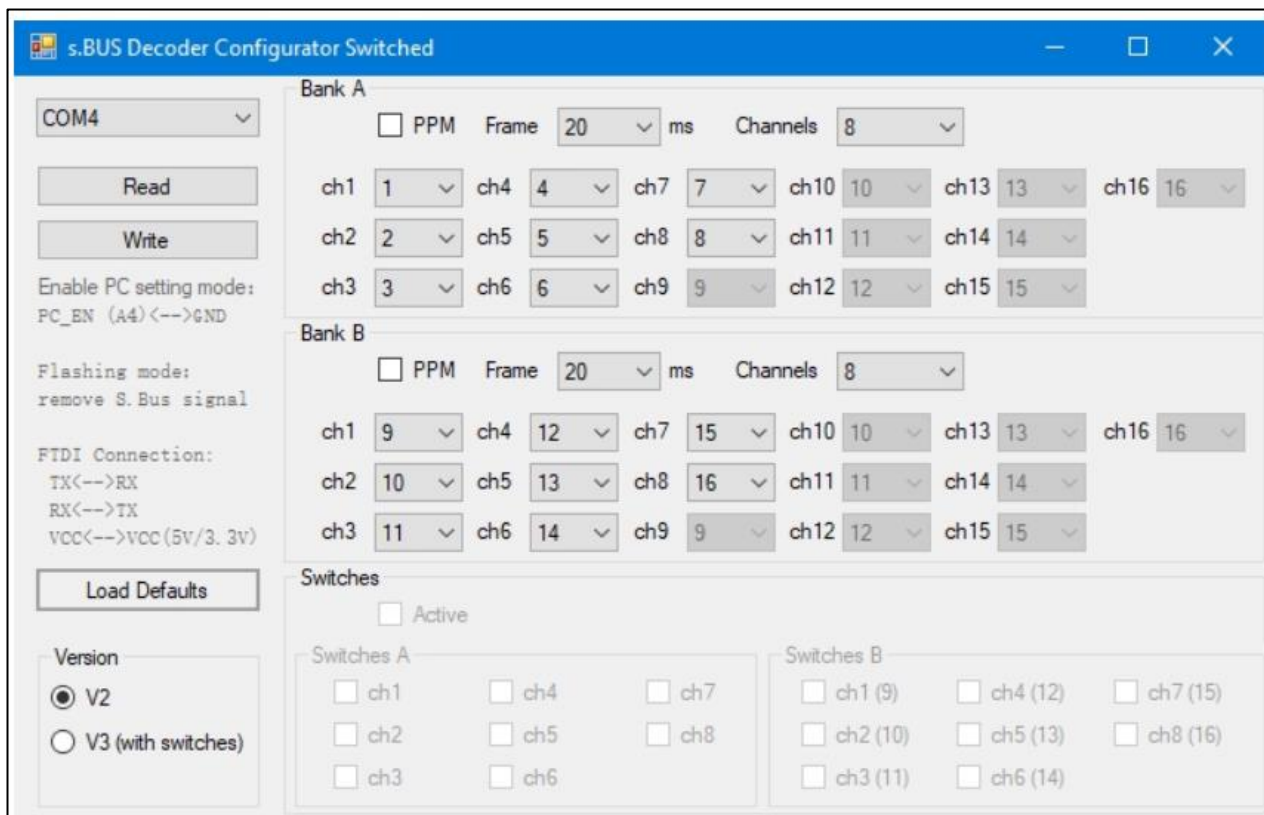 s.BUS Decoder Configurator Switched
COM4
Read
Write
Enable PC setting mode:
PC_EN (A4)<-->GND
Flashing mode:
remove S.Bus signal
FTDI Connection:
TX<-->RX
RX<-->TX
VCC<-->VCC(5V/3.3V)
Load Defaults
Version
V2
V3 (with switches)
Bank A
PPM Frame 20 ms Channels 8
ch1 1 ch4 4 ch7 7 ch10 10 ch13 13 ch16 16
ch2 2 ch5 5 ch8 8 ch11 11 ch14 14
ch3 3 ch6 6 ch9 9 ch12 12 ch15 15
Bank B
PPM Frame 20 ms Channels 8
ch1 9 ch4 12 ch7 15 ch10 10 ch13 13 ch16 16
ch2 10 ch5 13 ch8 16 ch11 11 ch14 14
ch3 11 ch6 14 ch9 9 ch12 12 ch15 15
Switches
Active
Switches A
ch1 ch4 ch7
ch2 ch5 ch8
ch3 ch6
Switches B
ch1 (9) ch4 (12) ch7 (15)
ch2 (10) ch5 (13) ch8 (16)
ch3 (11) ch6 (14)